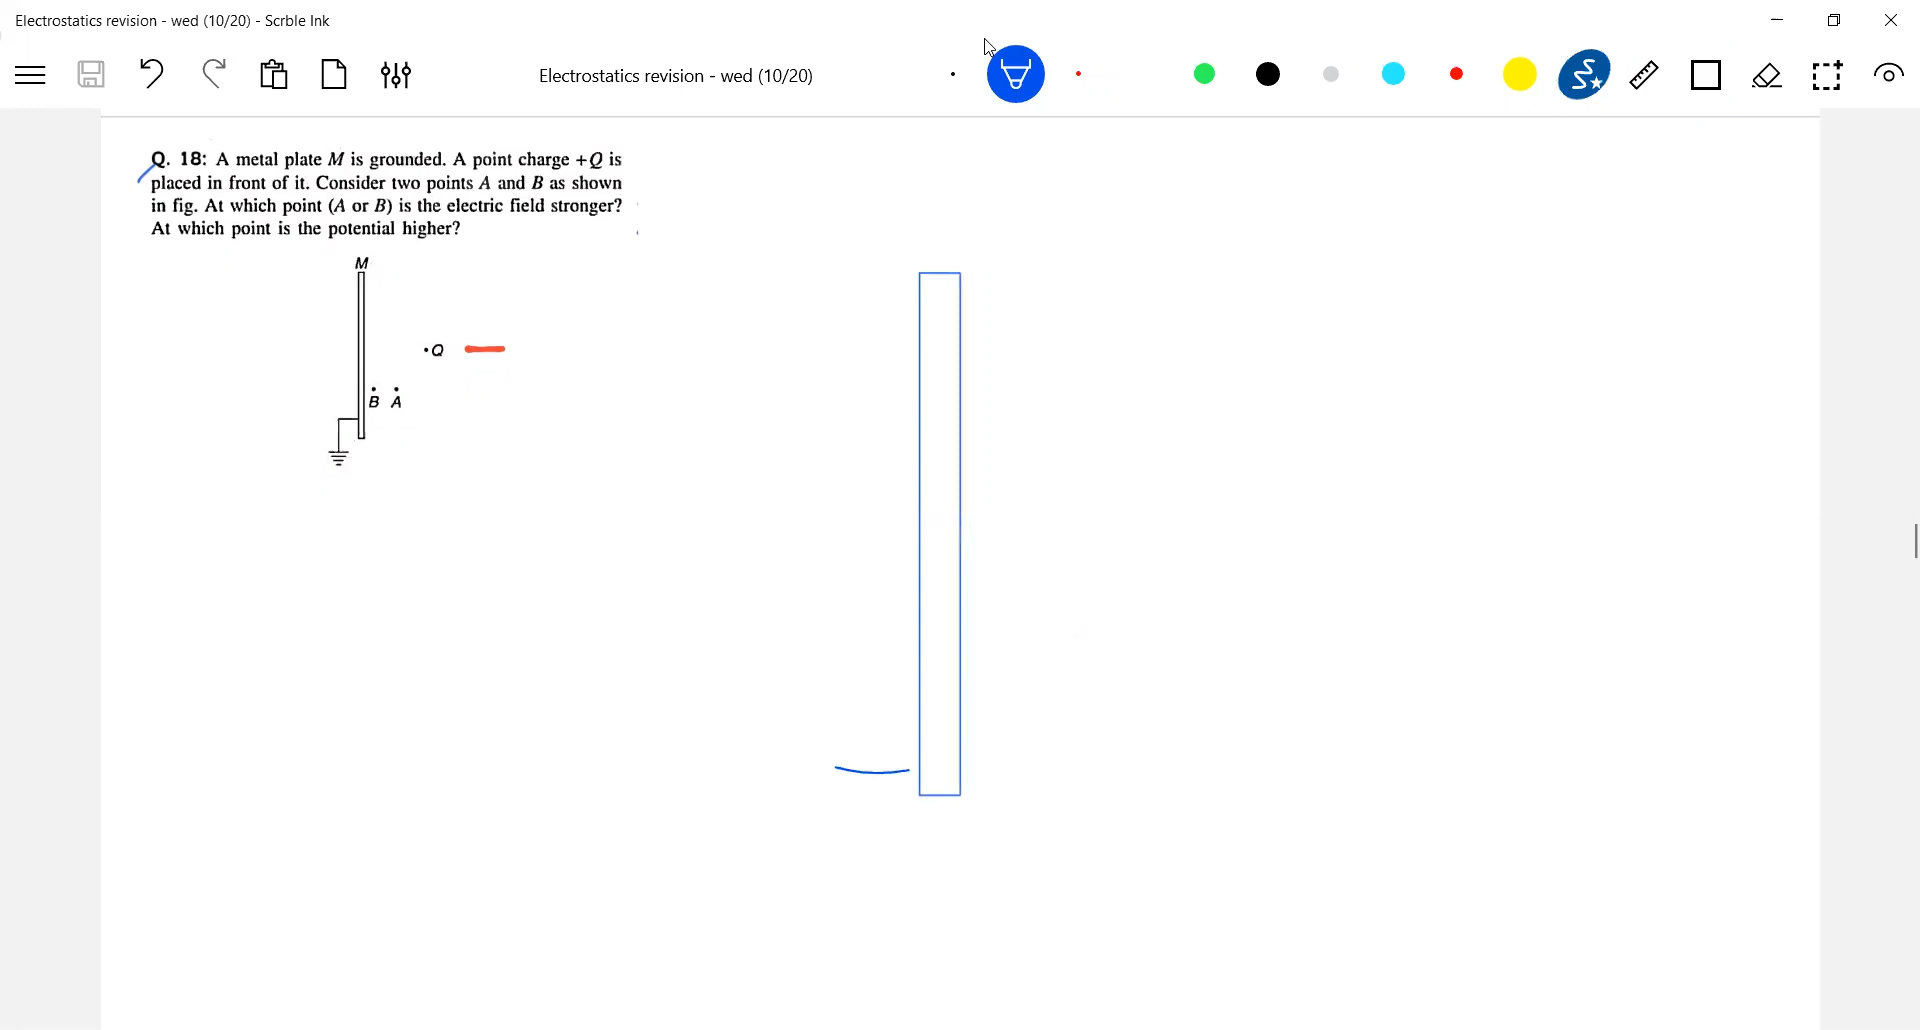 Electrostatics revision - wed (10/20) - Scrble Ink
Electrostatics revision - wed (10/20)
Q. 18: A metal plate M is grounded. A point charge +Q is
placed in front of it. Consider two points A and B as shown
in fig. At which point (A or B) is the electric field stronger?
At which point is the potential higher?
M
Q
B A